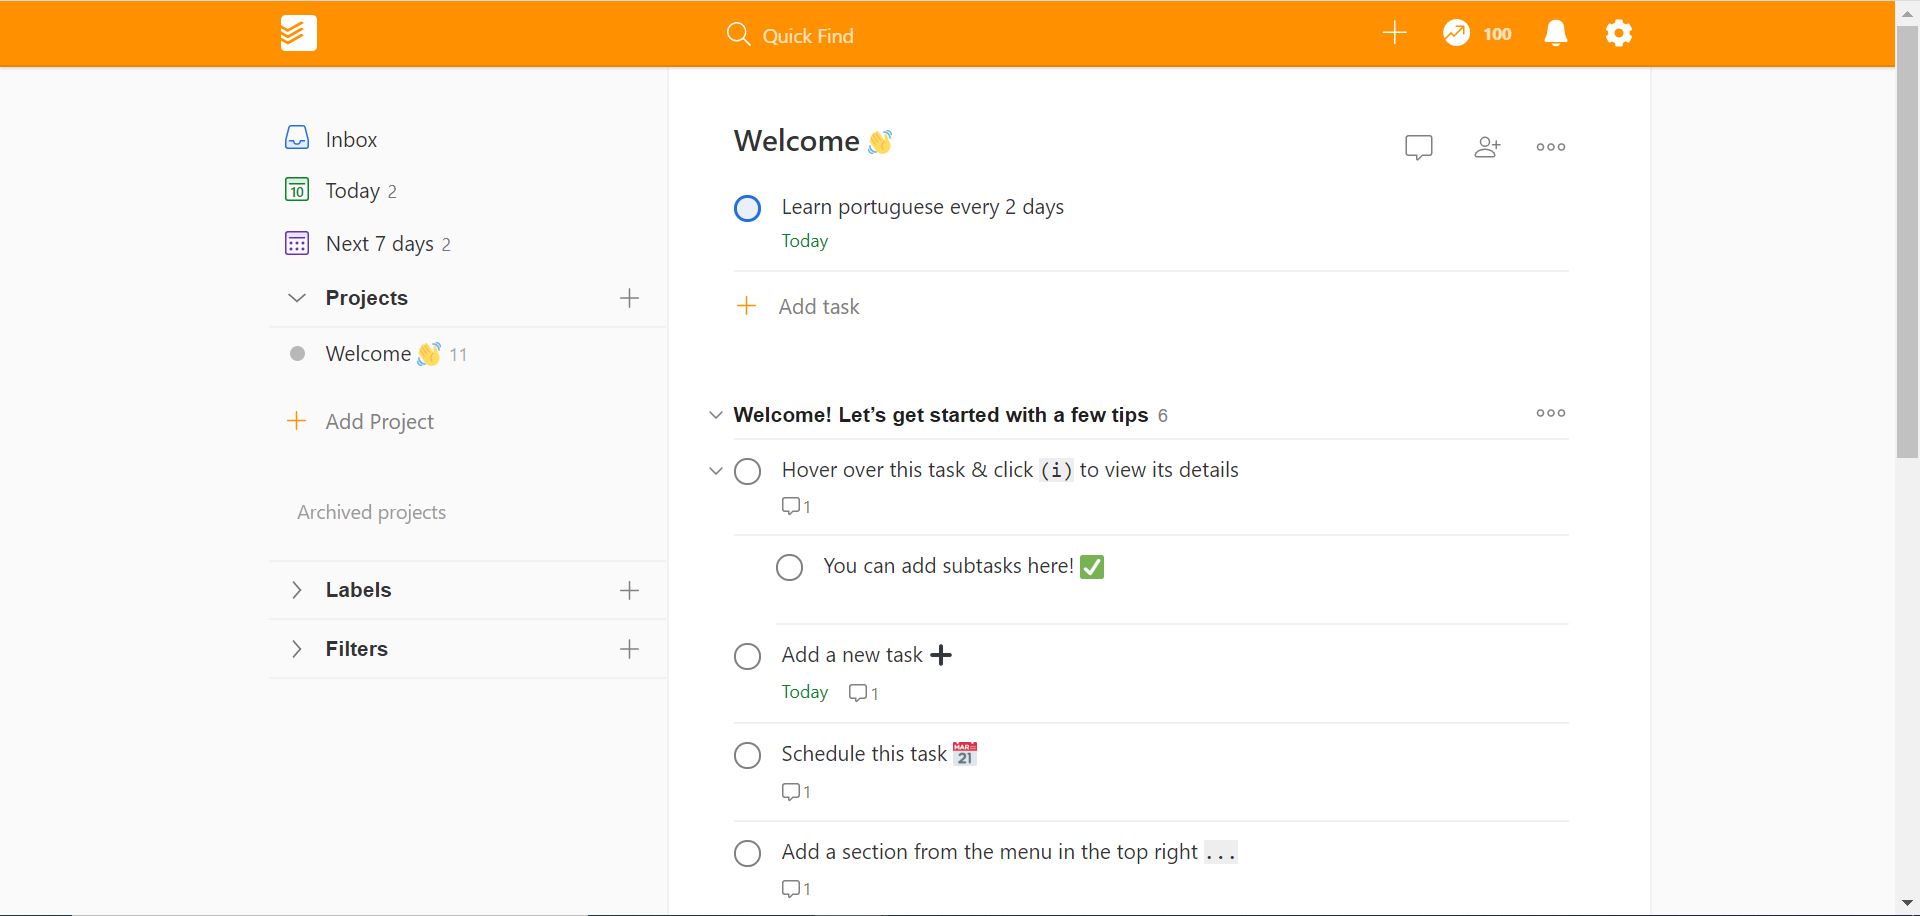 Quick Find
100
Inbox
10
Today 2
Next 7 days 2
Projects
Welcome 👋 11
Add Project
Archived projects
Labels
Filters
Welcome 👋
Learn portuguese every 2 days
Today
Add task
Welcome! Let’s get started with a few tips 6
Hover over this task & click (i) to view its details
1
You can add subtasks here! ✅
Add a new task ➕
Today 1
Schedule this task 📅
MAR
21
1
Add a section from the menu in the top right ...
1